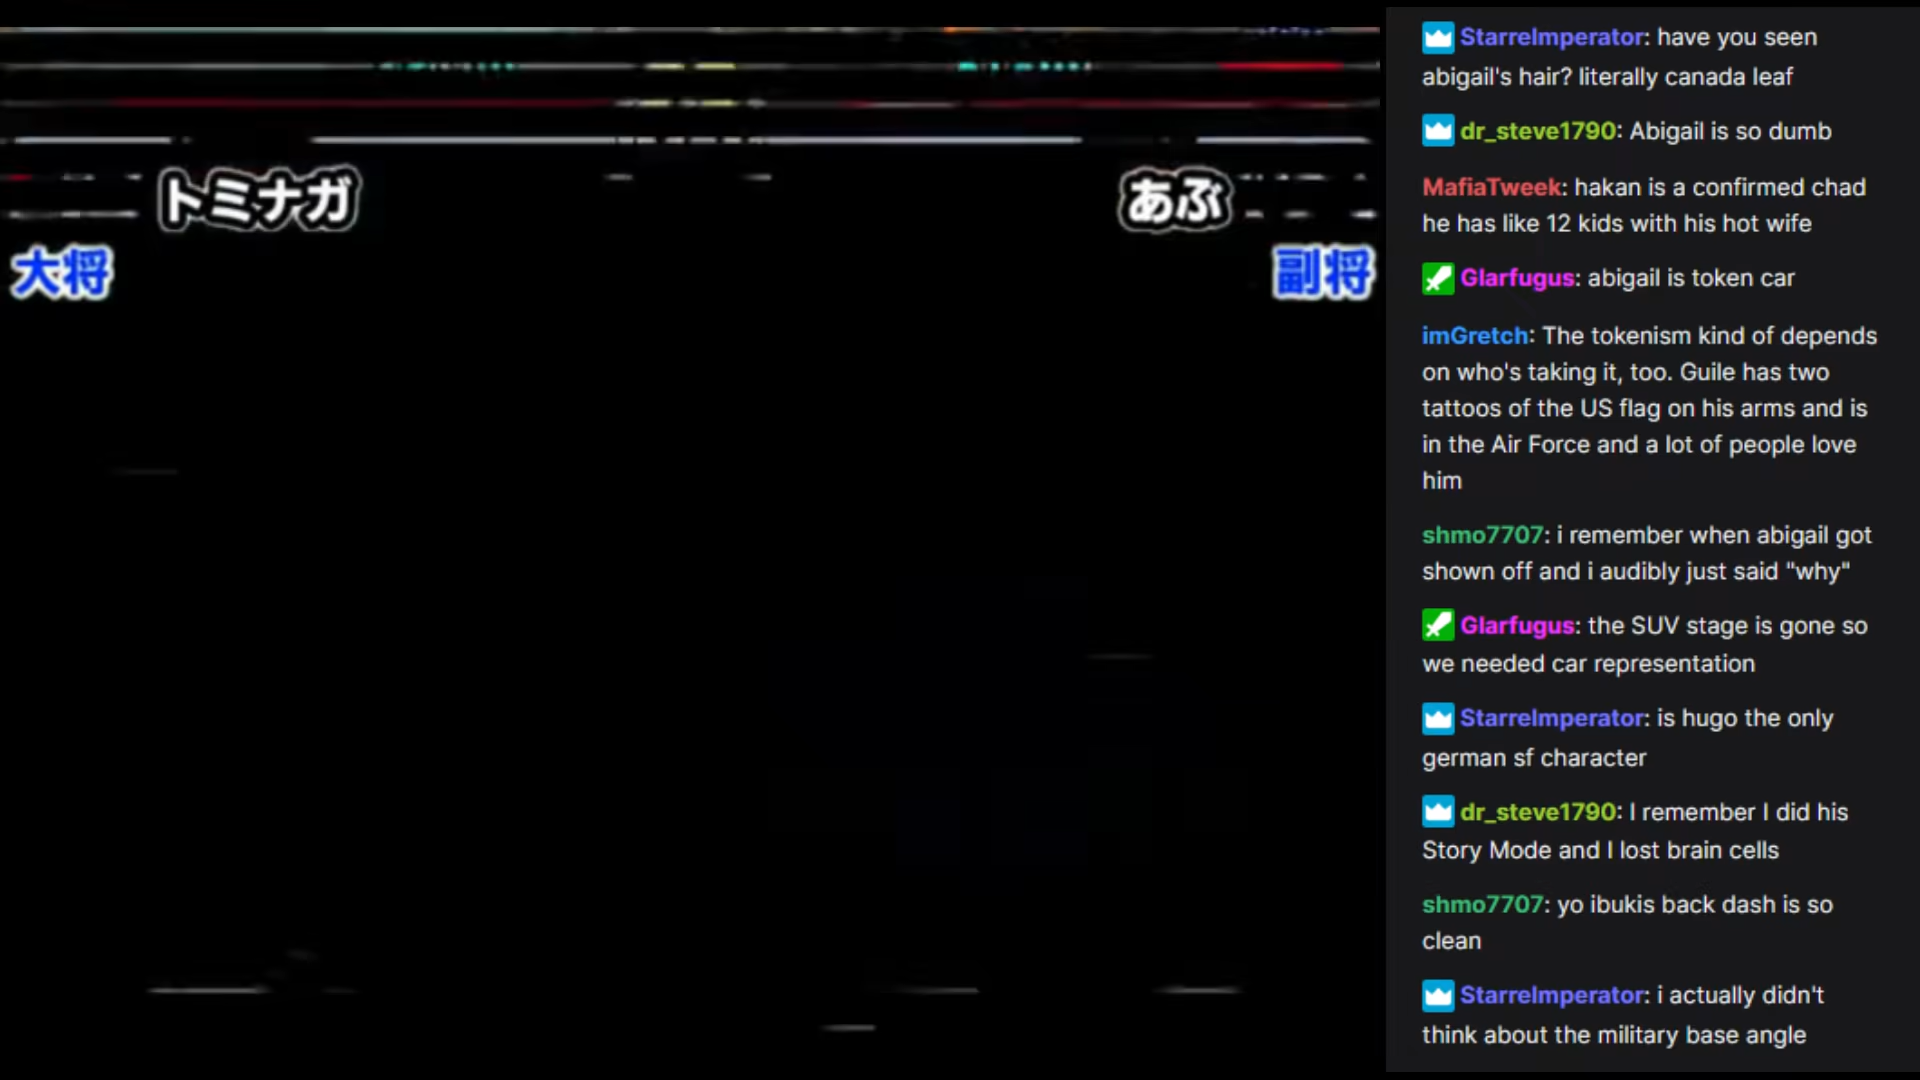 トミナガ
あぶ
大将
副将
StarreImperator: have you seen
abigail's hair? literally canada leaf
dr_steve1790: Abigail is so dumb
MafiaTweek: hakan is a confirmed chad
he has like 12 kids with his hot wife
Glarfugus: abigail is token car
imGretch: The tokenism kind of depends
on who's taking it, too. Guile has two
tattoos of the US flag on his arms and is
in the Air Force and a lot of people love
him
shmo7707: i remember when abigail got
shown off and i audibly just said "why"
Glarfugus: the SUV stage is gone so
we needed car representation
StarreImperator: is hugo the only
german sf character
dr_steve1790: I remember I did his
Story Mode and I lost brain cells
shmo7707: yo ibukis back dash is so
clean
StarreImperator: i actually didn't
think about the military base angle